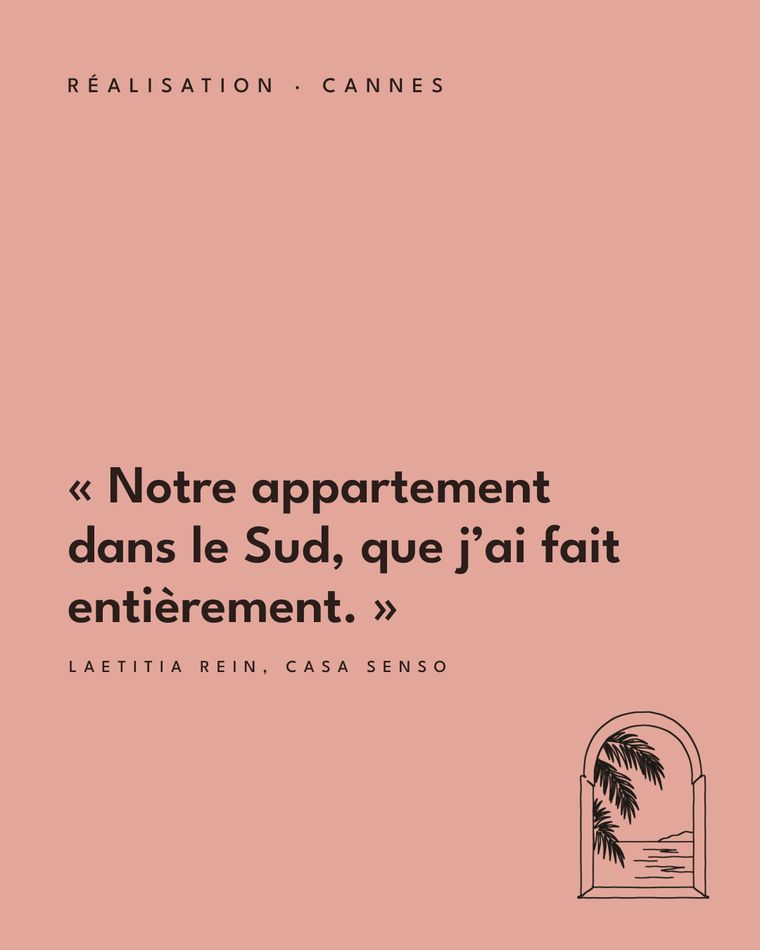 RÉALISATION · CANNES
« Notre appartement
dans le Sud, que j’ai fait
entièrement. »
LAETITIA REIN, CASA SENSO